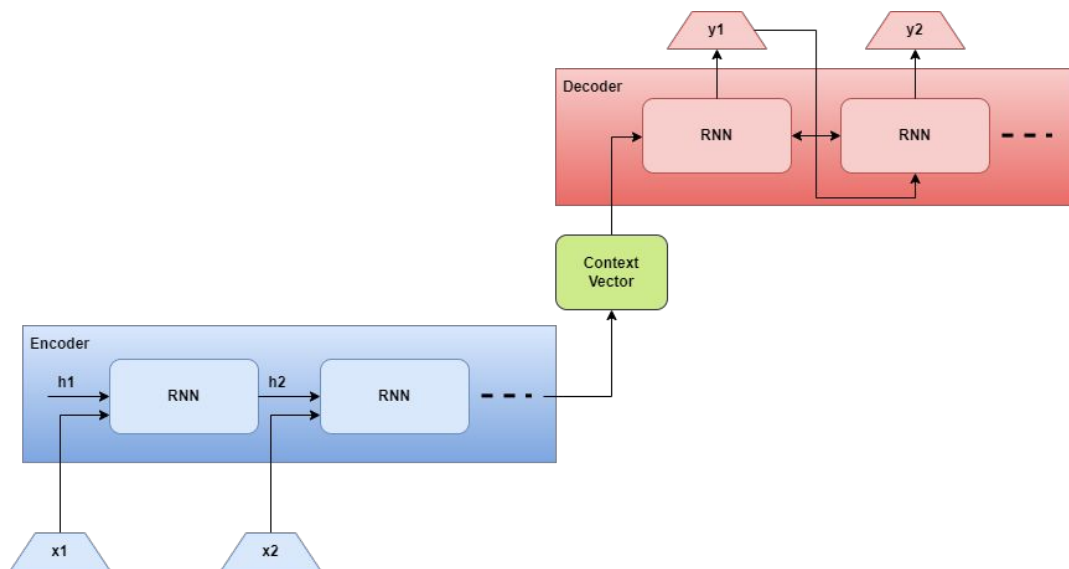 y1
y2
Decoder
RNN
RNN
Context
Vector
Encoder
h1
RNN
h2
RNN
x1
x2